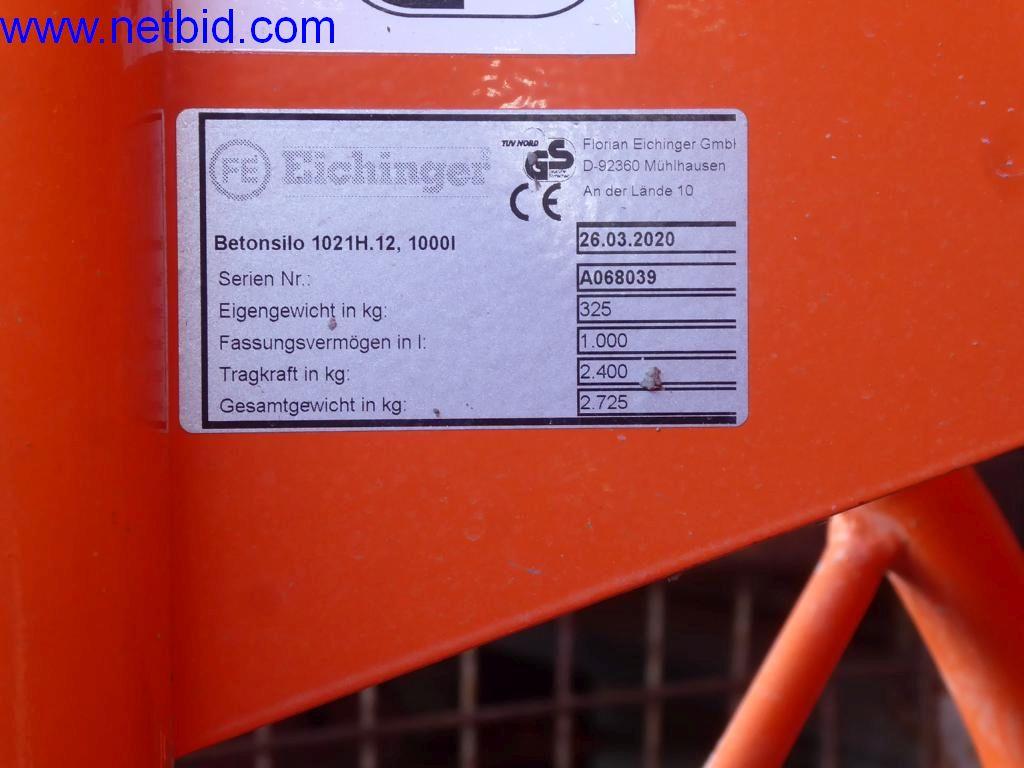 www.netbid.com
FE Eichinger
TÜV NORD
GS
CE
Florian Eichinger GmbH
D-92360 Mühlhausen
An der Lände 10
Betonsilo 1021H.12, 1000l 26.03.2020
Serien Nr.: A068039
Eigengewicht in kg: 325
Fassungsvermögen in l: 1.000
Tragkraft in kg: 2.400
Gesamtgewicht in kg: 2.725